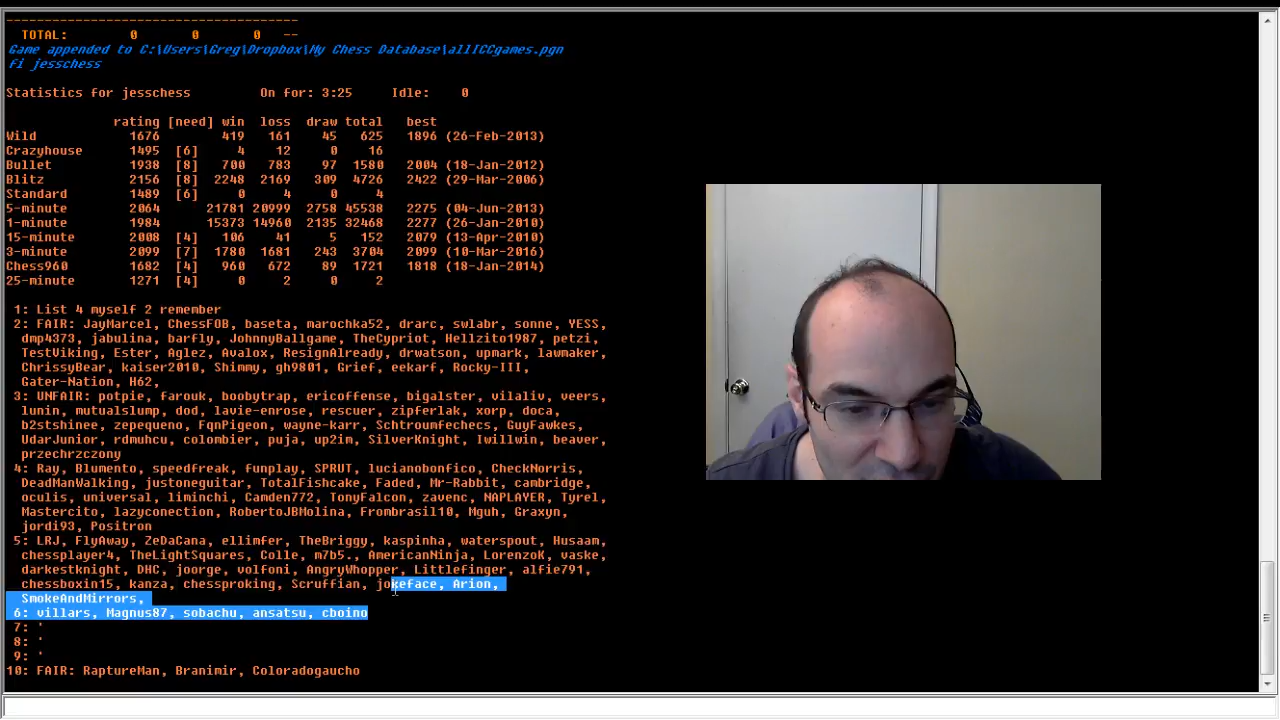 ------------------------------------
TOTAL: 0 0 0 --
Game appended to C:\Users\Greg\Dropbox\My Chess Database\allICCgames.pgn
fi jesschess
Statistics for jesschess On for: 3:25 Idle: 0
rating [need] win loss draw total best
Wild 1676 419 161 45 625 1896 (26-Feb-2013)
Crazyhouse 1495 [6] 4 12 0 16
Bullet 1938 [8] 700 783 97 1580 2004 (18-Jan-2012)
Blitz 2156 [8] 2248 2169 309 4726 2422 (29-Mar-2006)
Standard 1489 [6] 0 4 0 4
5-minute 2064 21781 20999 2758 45538 2275 (04-Jun-2013)
1-minute 1984 15373 14960 2135 32468 2277 (26-Jan-2010)
15-minute 2008 [4] 106 41 5 152 2079 (13-Apr-2010)
3-minute 2099 [7] 1780 1681 243 3704 2099 (10-Mar-2016)
Chess960 1682 [4] 960 672 89 1721 1818 (18-Jan-2014)
25-minute 1271 [4] 0 2 0 2
1: List 4 myself 2 remember
2: FAIR: JayMarcel, ChessFOB, baseta, marochka52, drarc, swlabr, sonne, YESS,
dmp4373, jabulina, barfly, JohnnyBallgame, TheCypriot, Hellzito1987, petzi,
TestViking, Ester, Aglez, Avalox, ResignAlready, drwatson, upmark, lawmaker,
ChrissyBear, kaiser2010, Shimmy, gh9801, Grief, eekarf, Rocky-III,
Gater-Nation, H62,
3: UNFAIR: potpie, farouk, boobytrap, ericoffense, bigalster, vilaliv, veers,
lunin, mutualslump, dod, lavie-enrose, rescuer, zipferlak, xorp, doca,
b2stshinee, zepequeno, FqnPigeon, wayne-karr, Schtroumfechecs, GuyFawkes,
UdarJunior, rdmuhcu, colombier, puja, up2im, SilverKnight, Iwillwin, beaver,
przechrzczony
4: Ray, Blumento, speedfreak, funplay, SPRUT, lucianobonfico, CheckNorris,
DeadManWalking, justoneguitar, TotalFishcake, Faded, Mr-Rabbit, cambridge,
oculis, universal, liminchi, Camden772, TonyFalcon, zavenc, NAPLAYER, Tyrel,
Mastercito, lazyconection, RobertoJBMolina, Frombrasil10, Mguh, Graxyn,
jordi93, Positron
5: LRJ, FlyAway, ZeDaCana, ellimfer, TheBriggy, kaspinha, waterspout, Husaam,
chessplayer4, TheLightSquares, Colle, m7b5., AmericanNinja, LorenzoK, vaske,
darkestknight, DHC, joorge, volfoni, AngryWhopper, Littlefinger, alfie791,
chessboxin15, kanza, chessproking, Scruffian, jokeface, Arion,
SmokeAndMirrors,
6: villars, Magnus87, sobachu, ansatsu, cboino
7: '
8: '
9: '
10: FAIR: RaptureMan, Branimir, Coloradogaucho